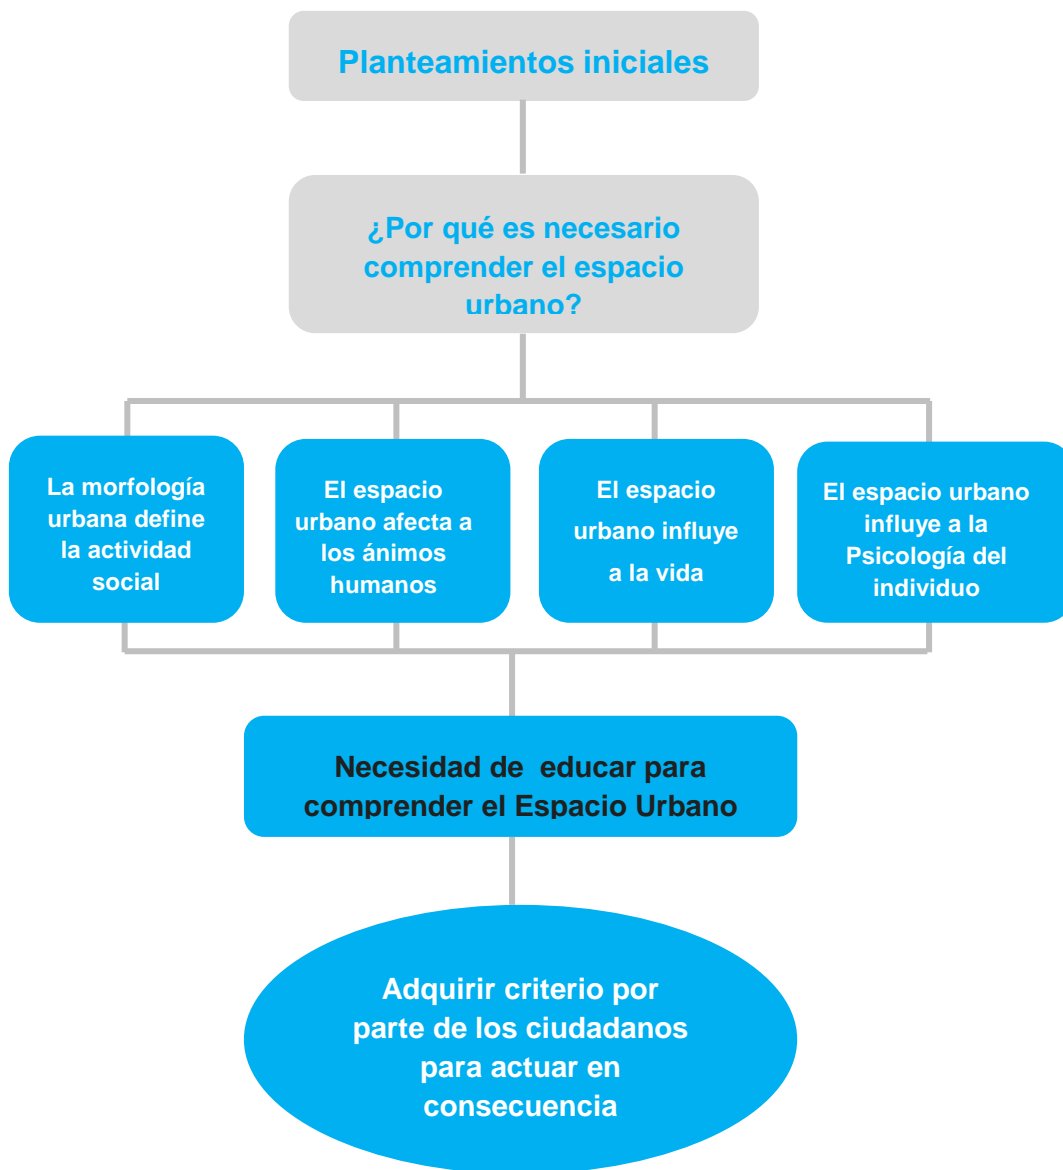 Planteamientos iniciales
¿Por qué es necesario
comprender el espacio
urbano?
La morfología
urbana define
la actividad
social
El espacio
urbano afecta a
los ánimos
humanos
El espacio
urbano influye
a la vida
El espacio urbano
influye a la
Psicología del
individuo
Necesidad de  educar para
comprender el Espacio Urbano
Adquirir criterio por
parte de los ciudadanos
para actuar en
consecuencia